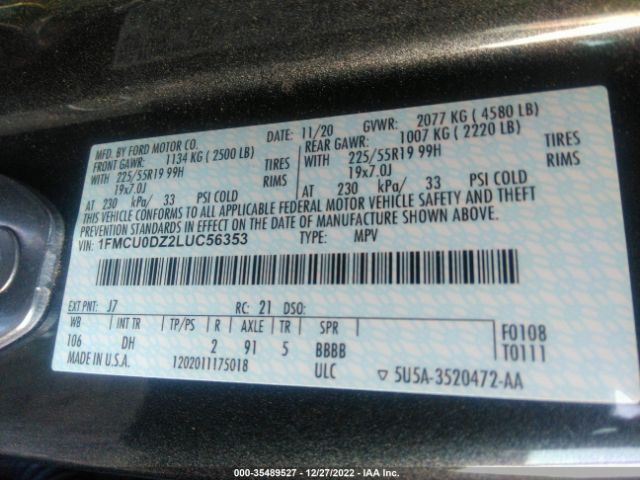 MFD. BY FORD MOTOR CO.
DATE: 11/20 GVWR: 2077 KG ( 4580 LB)
FRONT GAWR: 1134 KG ( 2500 LB)
REAR GAWR: 1007 KG ( 2220 LB)
WITH 225/55R19 99H TIRES
WITH 225/55R19 99H TIRES
19x7.0J RIMS
19x7.0J RIMS
AT 230 kPa/ 33 PSI COLD
AT 230 kPa/ 33 PSI COLD
THIS VEHICLE CONFORMS TO ALL APPLICABLE FEDERAL MOTOR VEHICLE SAFETY AND THEFT
PREVENTION STANDARDS IN EFFECT ON THE DATE OF MANUFACTURE SHOWN ABOVE.
VIN: 1FMCU0DZ2LUC56353 TYPE: MPV
EXT PNT: J7 RC: 21 DSO:
WB INT TR TP/PS R AXLE TR SPR
106 DH 2 91 5 BBBB
F0108
T0111
MADE IN U.S.A. 1202011175018 ULC
5U5A-3520472-AA
000-35489527 - 12/27/2022 - IAA Inc.